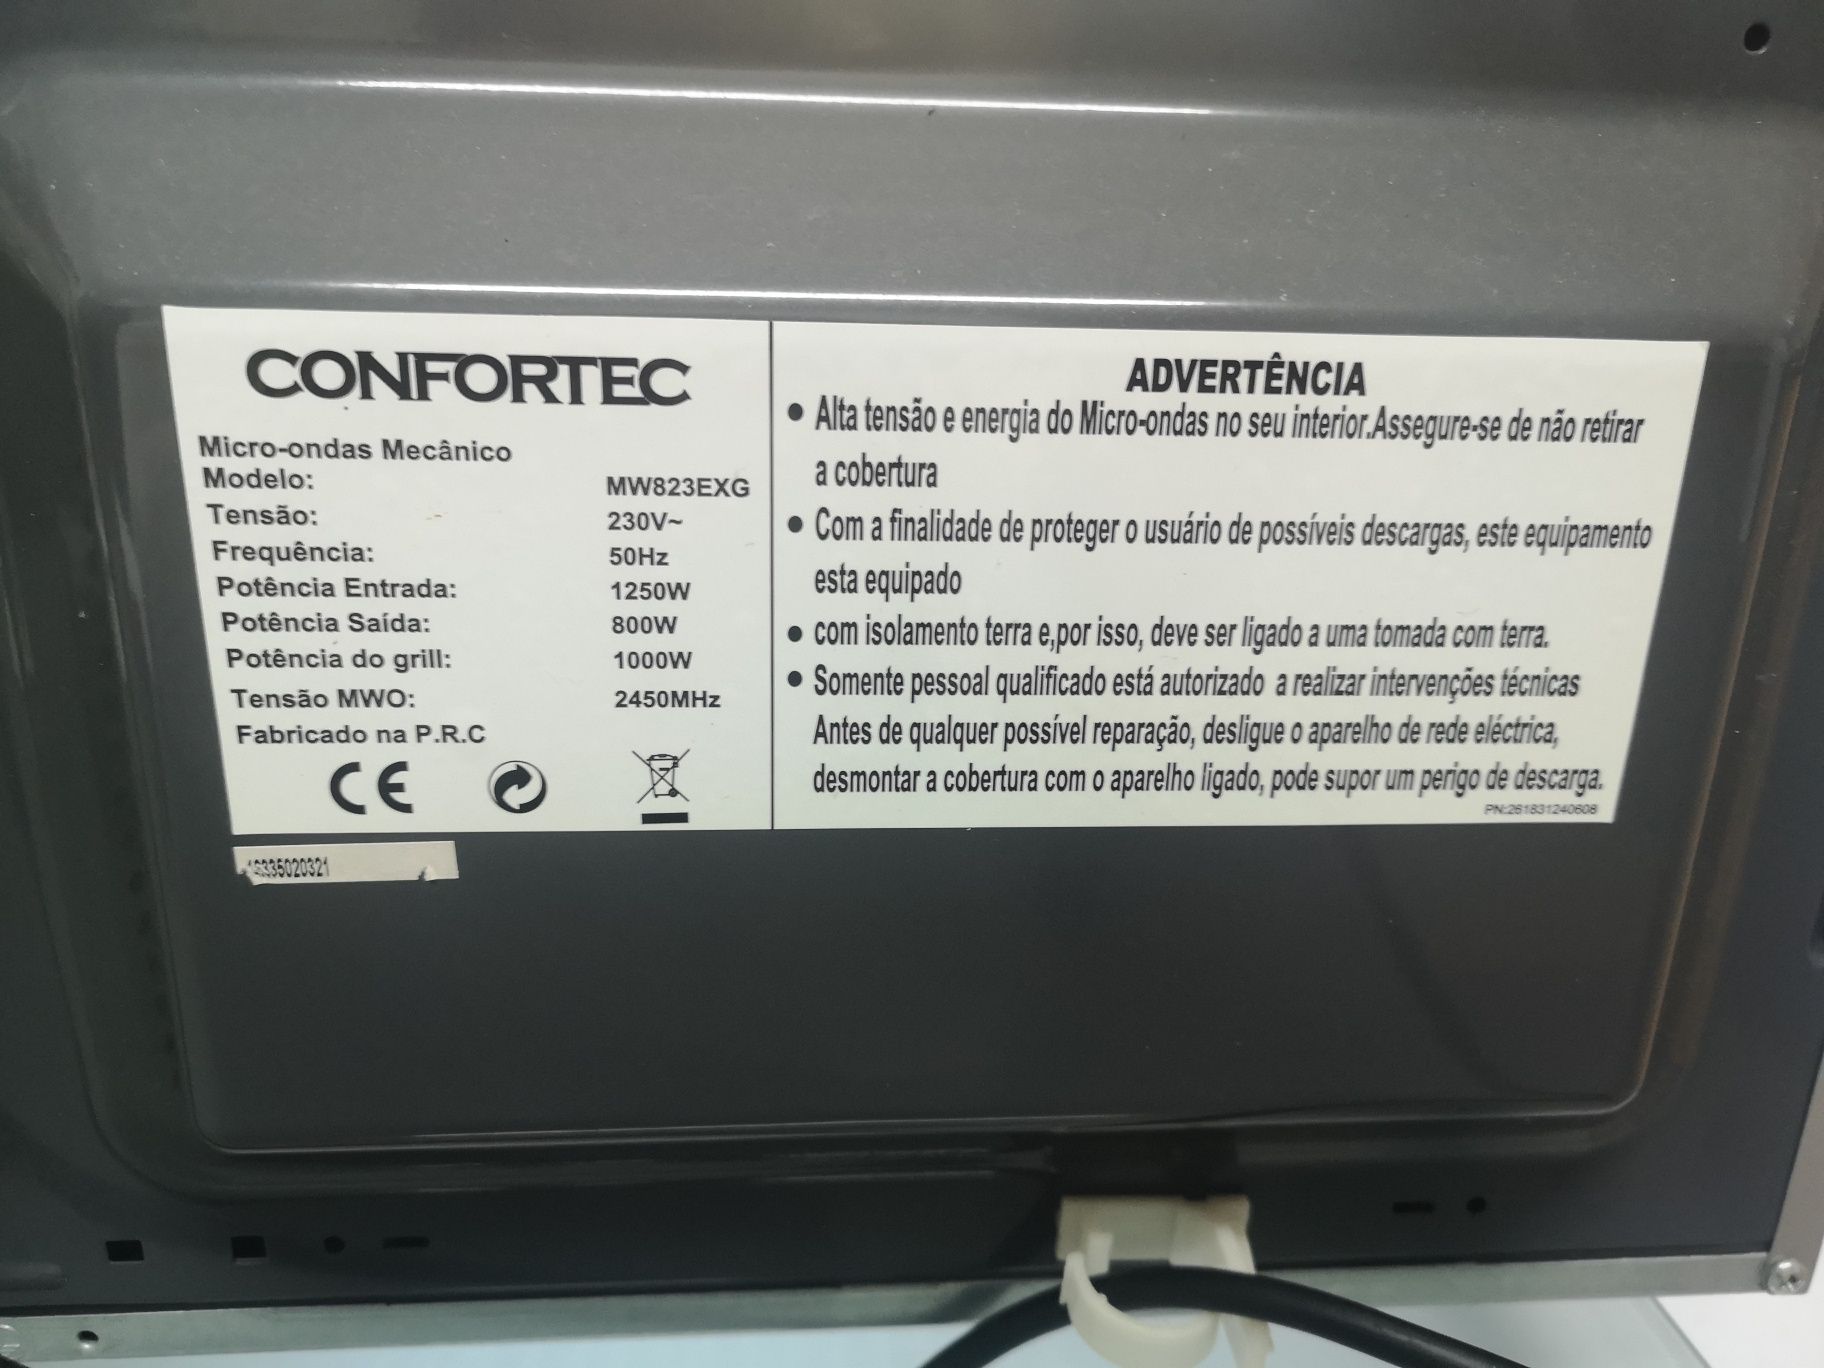 CONFORTEC
Micro-ondas Mecânico
Modelo: MW823EXG
Tensão: 230V~
Frequência: 50Hz
Potência Entrada: 1250W
Potência Saída: 800W
Potência do grill: 1000W
Tensão MWO: 2450MHz
Fabricado na P.R.C
CE
ADVERTÊNCIA
• Alta tensão e energia do Micro-ondas no seu interior.Assegure-se de não retirar
a cobertura
• Com a finalidade de proteger o usuário de possíveis descargas, este equipamento
esta equipado
• com isolamento terra e,por isso, deve ser ligado a uma tomada com terra.
• Somente pessoal qualificado está autorizado a realizar intervenções técnicas
Antes de qualquer possível reparação, desligue o aparelho de rede eléctrica,
desmontar a cobertura com o aparelho ligado, pode supor um perigo de descarga.
PN:261831240608